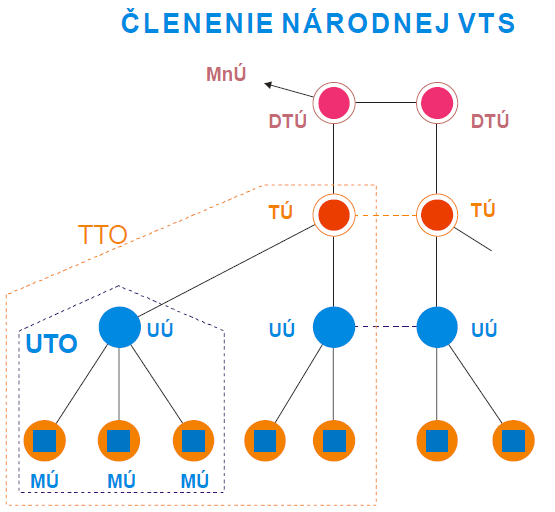 ČLENENIE NÁRODNEJ VTS
MnÚ
DTÚ
DTÚ
TÚ
TÚ
TTO
UTO
UÚ
UÚ
UÚ
MÚ
MÚ
MÚ